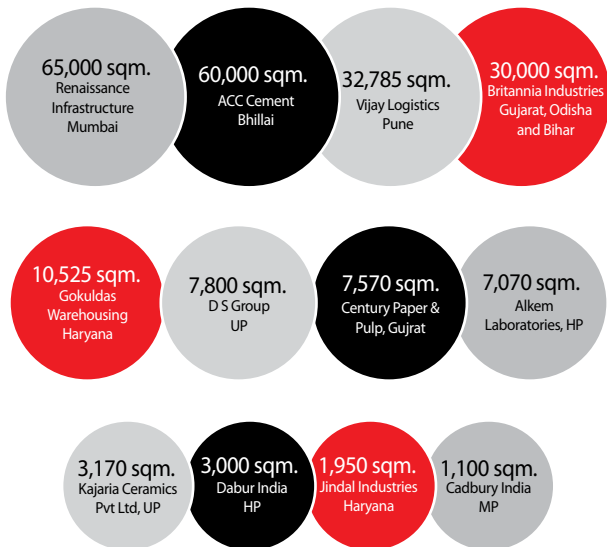 65,000 sqm.
Renaissance
Infrastructure
Mumbai
60,000 sqm.
ACC Cement
Bhillai
32,785 sqm.
Vijay Logistics
Pune
30,000 sqm.
Britannia Industries
Gujarat, Odisha
and Bihar
10,525 sqm.
Gokuldas
Warehousing
Haryana
7,800 sqm.
D S Group
UP
7,570 sqm.
Century Paper &
Pulp, Gujrat
7,070 sqm.
Alkem
Laboratories, HP
3,170 sqm.
Kajaria Ceramics
Pvt Ltd, UP
3,000 sqm.
Dabur India
HP
1,950 sqm.
Jindal Industries
Haryana
1,100 sqm.
Cadbury India
MP